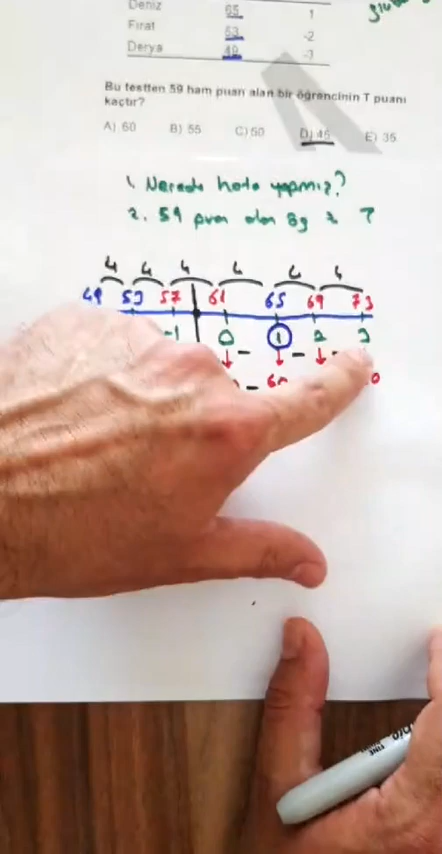 Deniz 65 1
Fırat 53 -2
Derya 49 -3
Bu testten 59 ham puan alan bir öğrencinin T puanı
kaçtır?
A) 60 B) 55 C) 50 D) 45 E) 35
1. Nerede hata yapmış?
2. 59 puan alan öğ z ?
4 4 4 4 4 4
49 53 57 61 65 69 73
-1 0 1 2 3
- 60